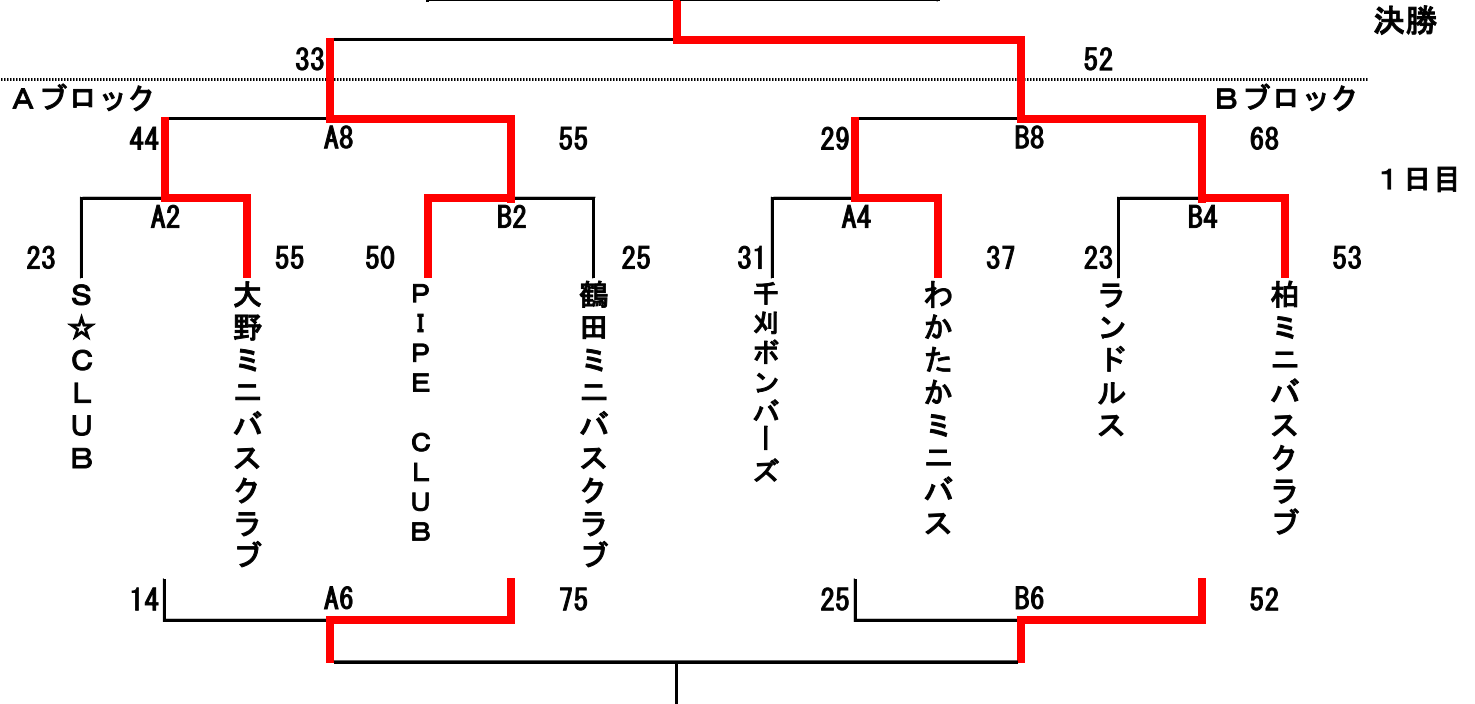 決勝
33
52
Aブロック
Bブロック
44
A8
55
29
B8
68
1日目
A2
B2
A4
B4
23
55
50
25
31
37
23
53
S☆CLUB
大野ミニバスクラブ
PIPE CLUB
鶴田ミニバスクラブ
千刈ボンバーズ
わかたかミニバス
ランドルス
柏ミニバスクラブ
14
A6
75
25
B6
52